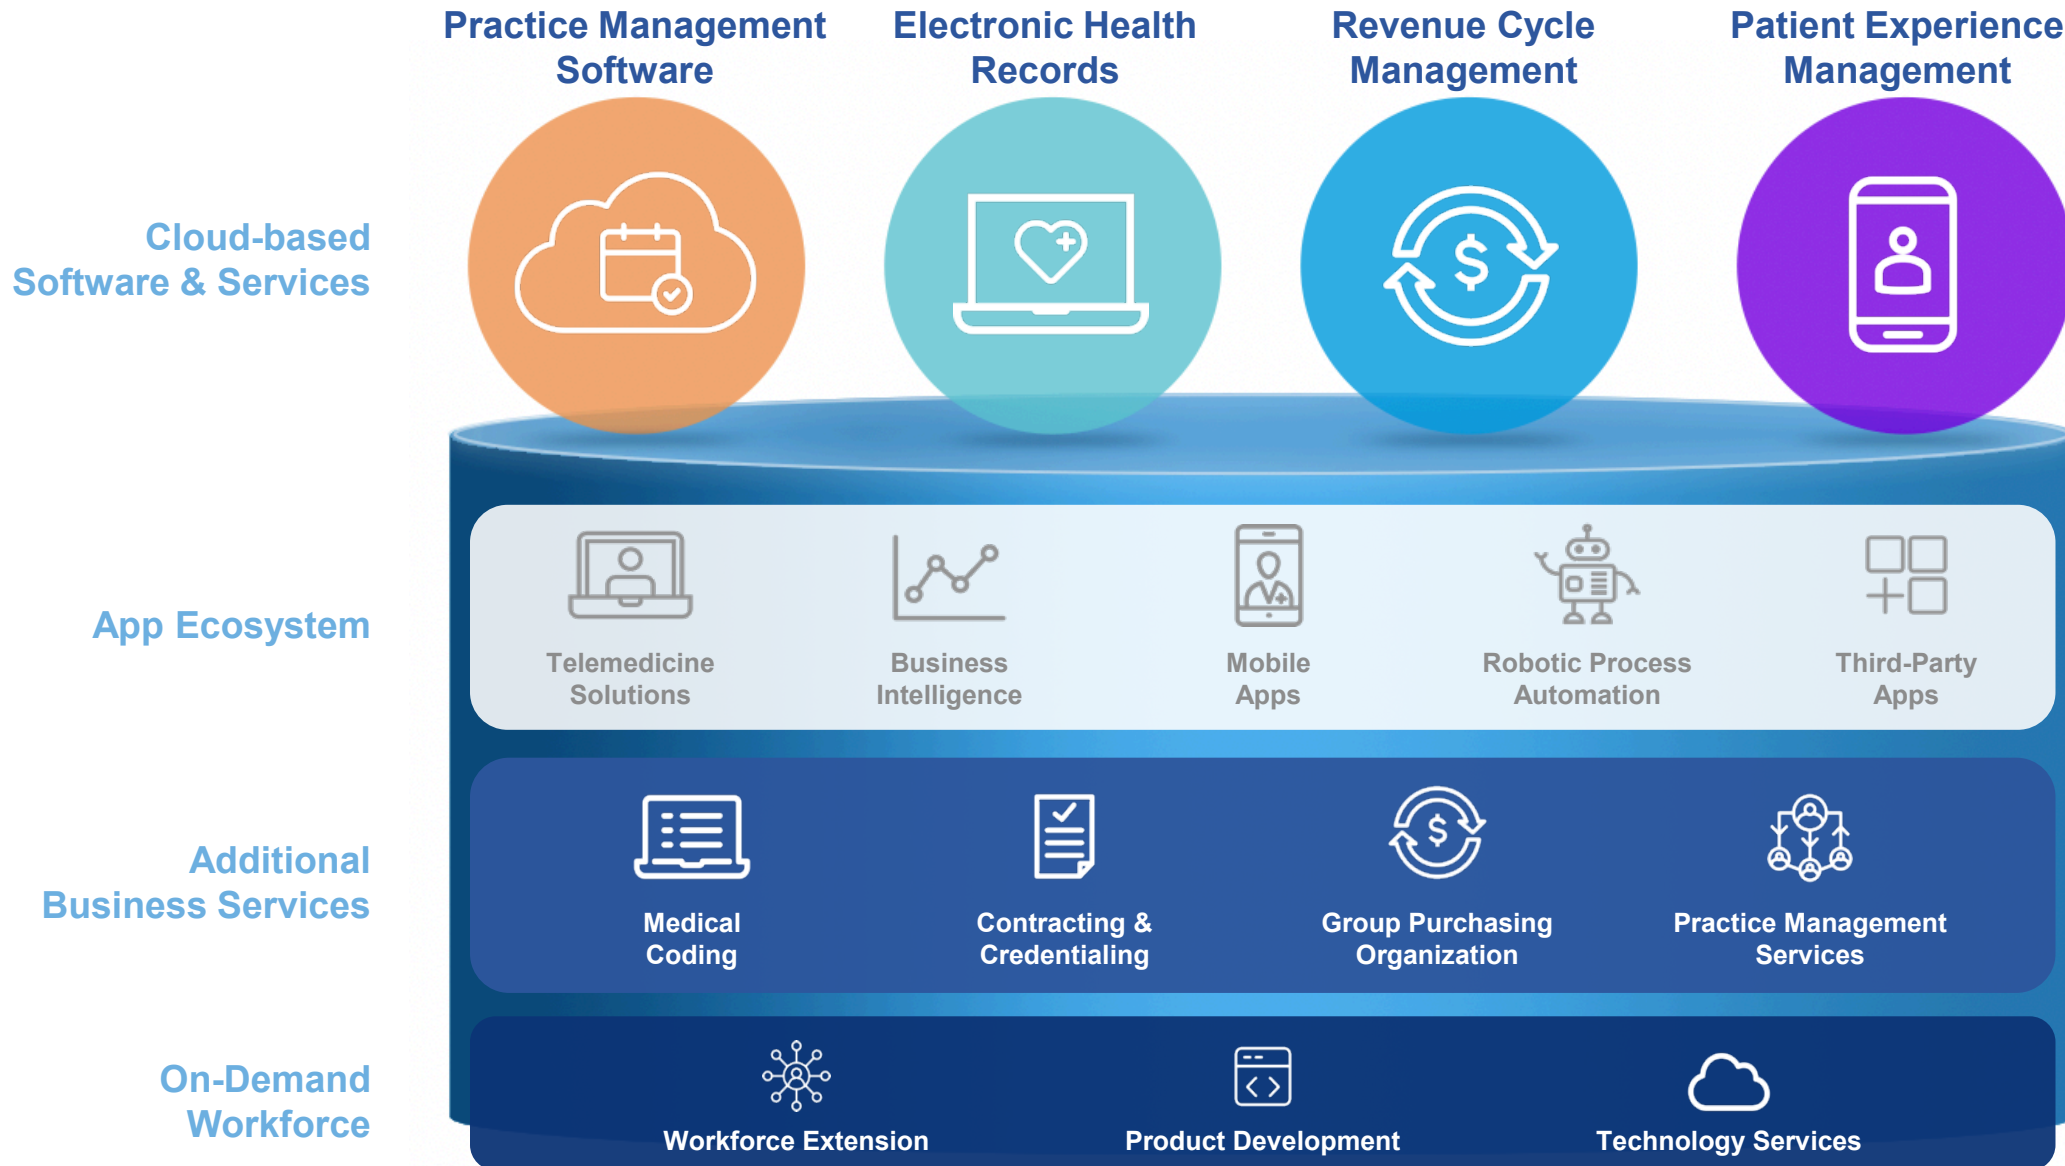 Practice Management
Software
Electronic Health
Records
Revenue Cycle
Management
Patient Experience
Management
Cloud-based
Software & Services
$
App Ecosystem
Telemedicine
Solutions
Business
Intelligence
Mobile
Apps
Robotic Process
Automation
Third-Party
Apps
Additional
Business Services
$
Medical
Coding
Contracting &
Credentialing
Group Purchasing
Organization
Practice Management
Services
On-Demand
Workforce
Workforce Extension
Product Development
Technology Services